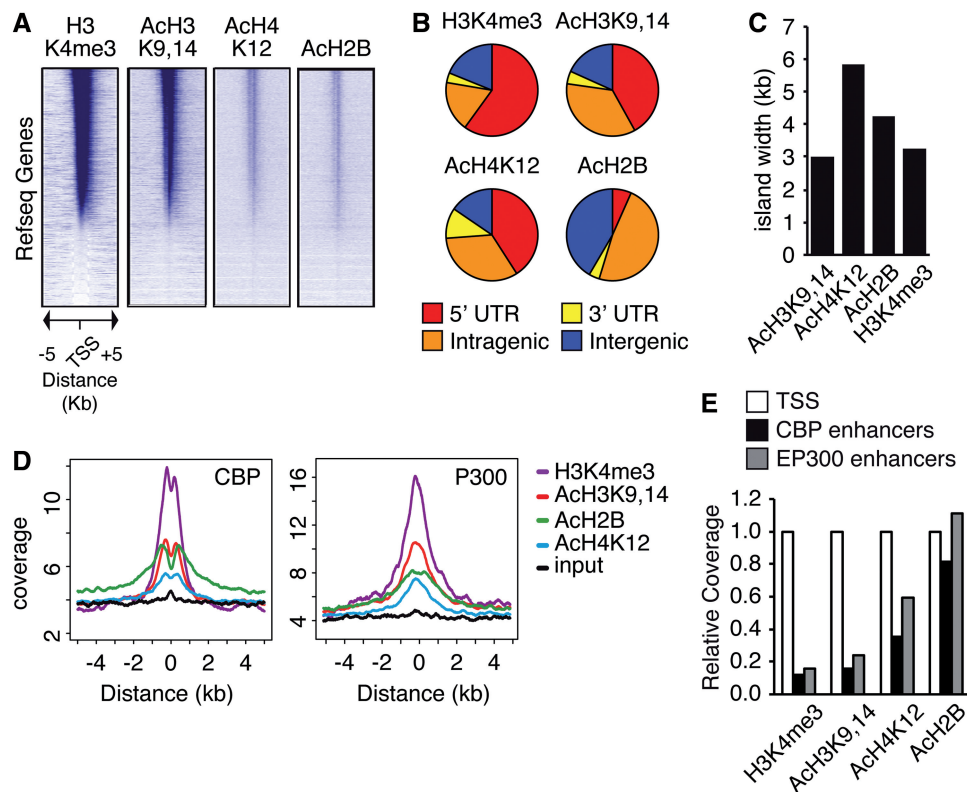 A
H3
K4me3
AcH3
K9,14
AcH4
K12
AcH2B
Refseq Genes
-5
TSS
+5
Distance
(Kb)
B
H3K4me3
AcH3K9,14
AcH4K12
AcH2B
5' UTR
3' UTR
Intragenic
Intergenic
C
island width (kb)
7
6
5
4
3
2
1
0
AcH3K9,14
AcH4K12
AcH2B
H3K4me3
D
CBP
coverage
10
6
2
-4
-2
0
2
4
Distance (kb)
P300
16
12
8
4
-4
-2
0
2
4
Distance (kb)
H3K4me3
AcH3K9,14
AcH2B
AcH4K12
input
E
TSS
CBP enhancers
EP300 enhancers
Relative Coverage
1.2
1.0
0.8
0.6
0.4
0.2
0.0
H3K4me3
AcH3K9,14
AcH4K12
AcH2B